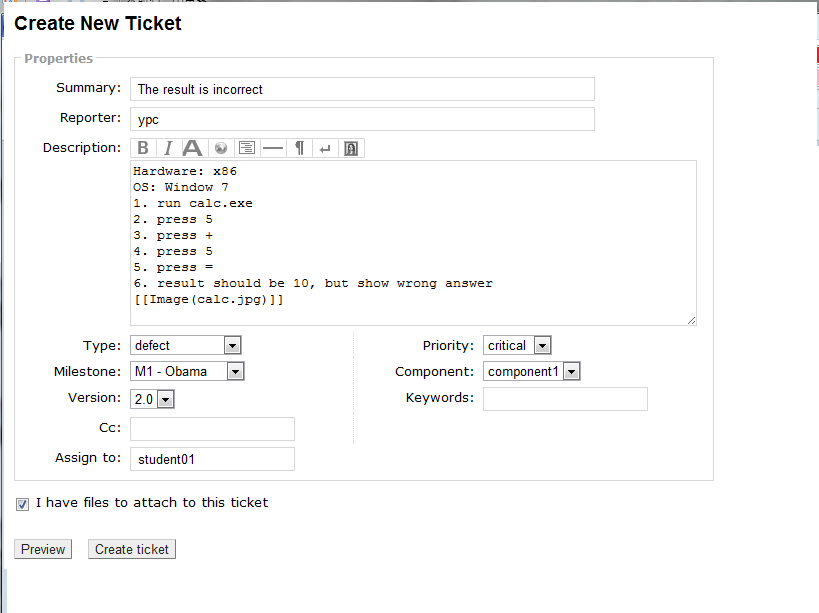 Create New Ticket
Properties
Summary: The result is incorrect
Reporter: ypc
Description: B I A ¶ ↵
Hardware: x86
OS: Window 7
1. run calc.exe
2. press 5
3. press +
4. press 5
5. press =
6. result should be 10, but show wrong answer
[[Image(calc.jpg)]]
Type: defect Priority: critical
Milestone: M1 - Obama Component: component1
Version: 2.0 Keywords:
Cc:
Assign to: student01
I have files to attach to this ticket
Preview Create ticket